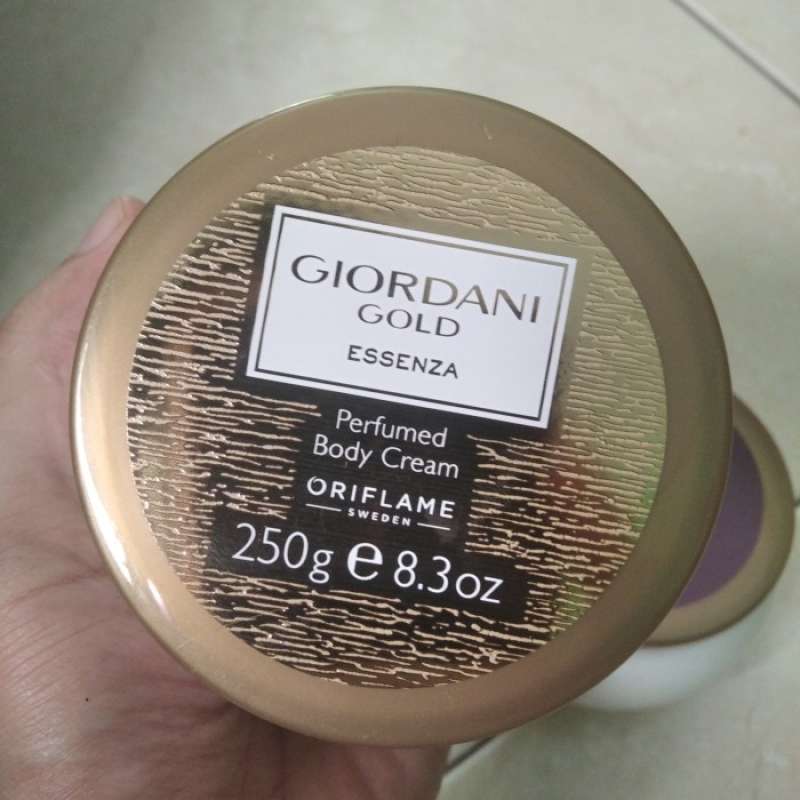 GIORDANI
GOLD
ESSENZA
Perfumed
Body Cream
ORIFLAME
SWEDEN
250g e 8.3oz